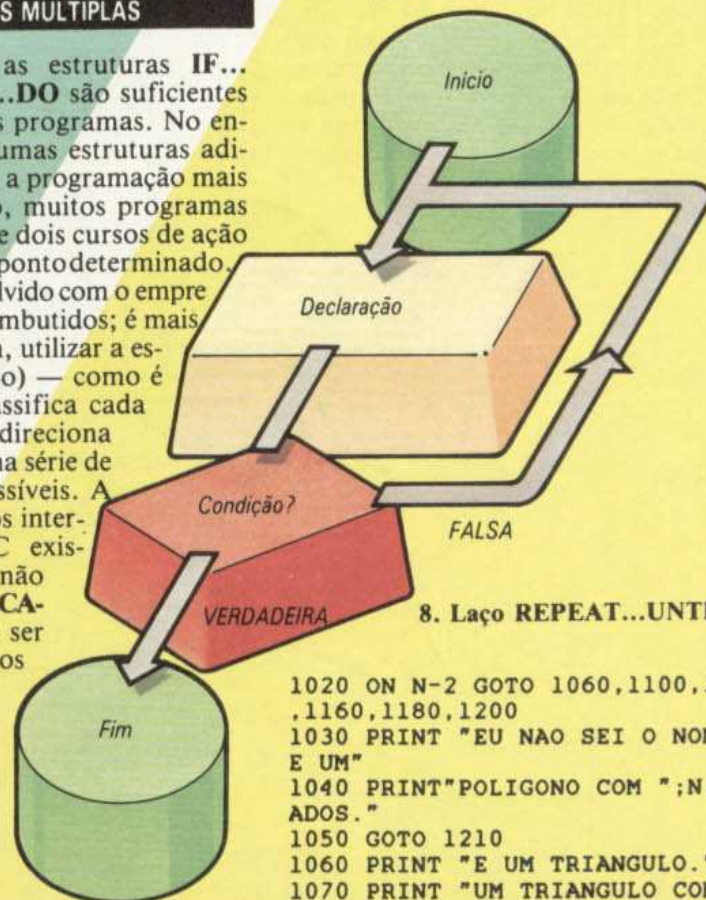 S MULTIPLAS
as estruturas IF...
..DO são suficientes
s programas. No en-
umas estruturas adi-
a programação mais
o, muitos programas
e dois cursos de ação
ponto determinado,
lvido com o empre
mbutidos; é mais
a, utilizar a es-
o) — como é
assifica cada
direciona
na série de
ssíveis. A
os inter-
C exis-
não
CA-
ser
os
Início
Declaração
Condição?
FALSA
VERDADEIRA
Fim
8. Laço REPEAT...UNTI
1020 ON N-2 GOTO 1060,1100,
,1160,1180,1200
1030 PRINT "EU NAO SEI O NO
E UM"
1040 PRINT"POLIGONO COM ";N
ADOS."
1050 GOTO 1210
1060 PRINT "E UM TRIANGULO.
1070 PRINT "UM TRIANGULO CO